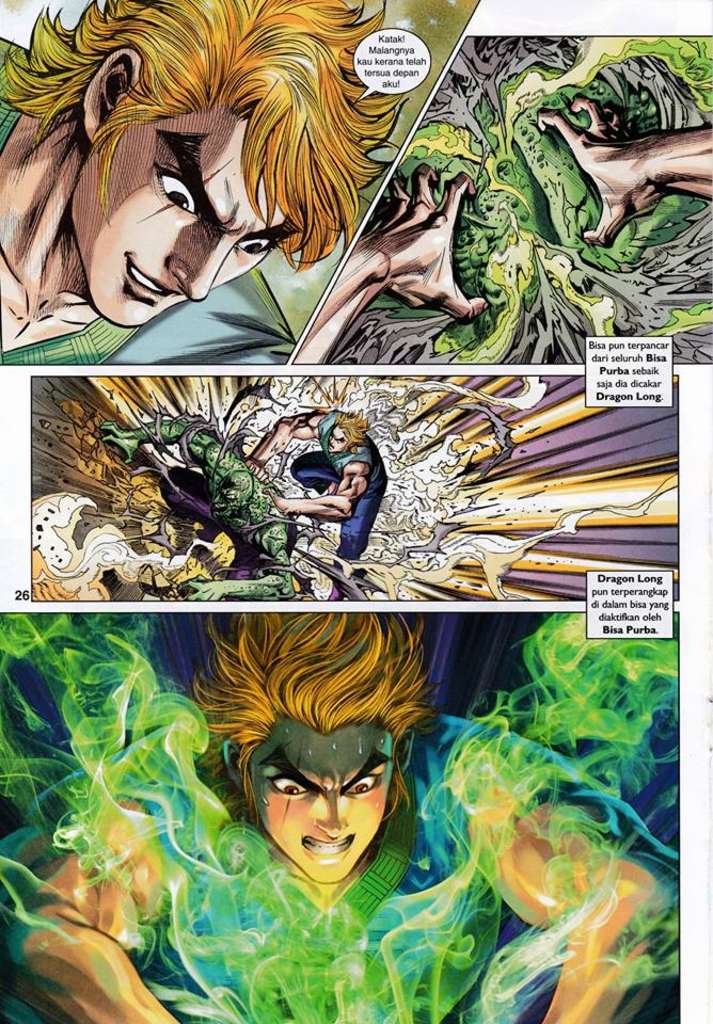 Katak!
Malangnya
kau kerana telah
tersua depan
aku!
Bisa pun terpancar
dari seluruh Bisa
Purba sebaik
saja dia dicakar
Dragon Long.
26
Dragon Long
pun terperangkap
di dalam bisa yang
diaktifkan oleh
Bisa Purba.